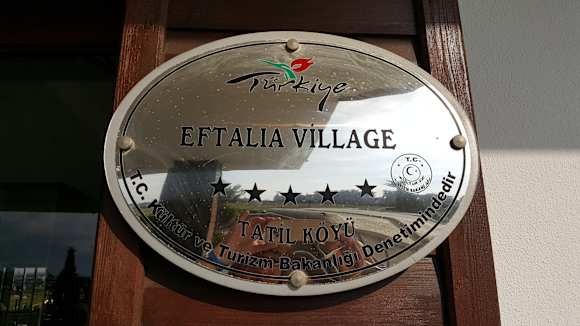 Türkiye
EFTALIA VİLLAGE
T.C.
TATİL KÖYÜ
T.C. Kültür ve Turizm Bakanlığı Denetimindedir